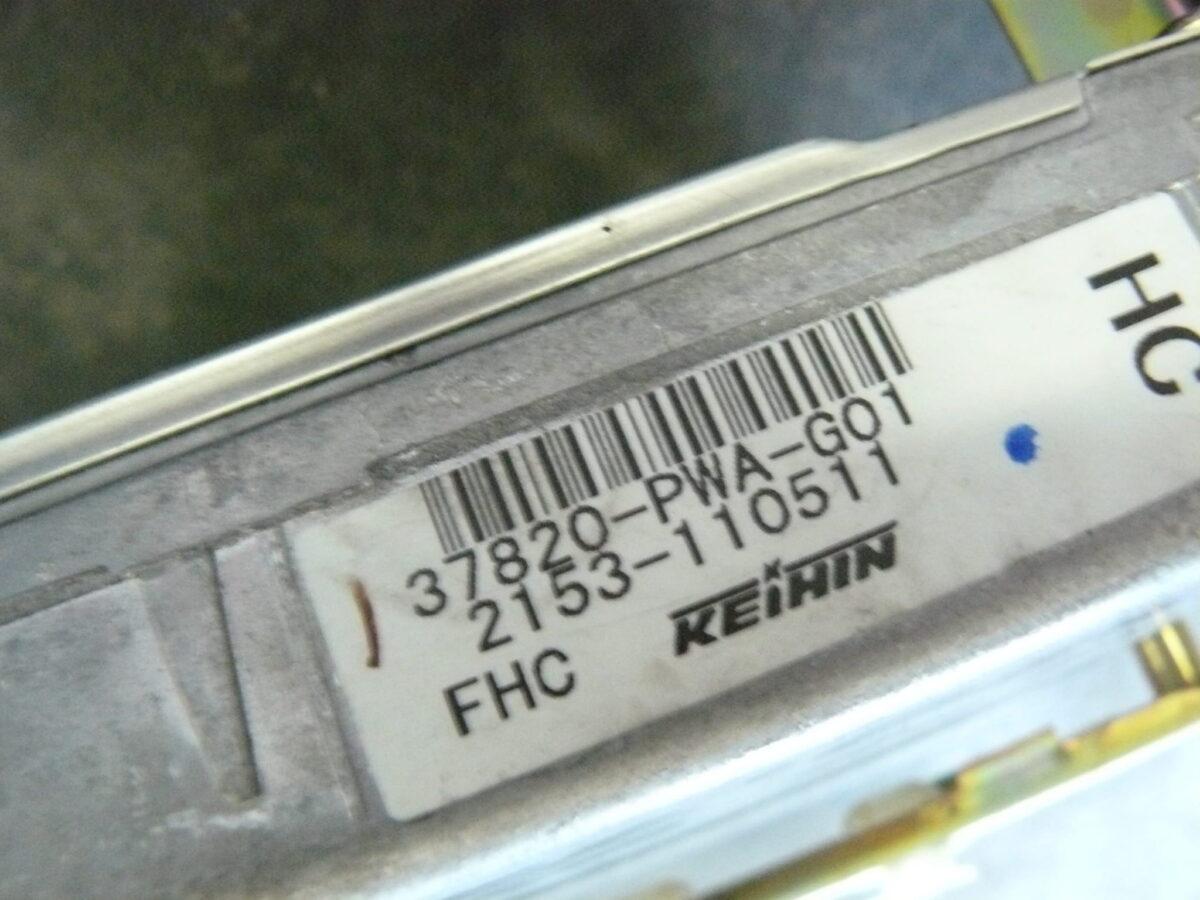 37820-PWA-G01
2153-110511
KEIHIN
FHC
HC